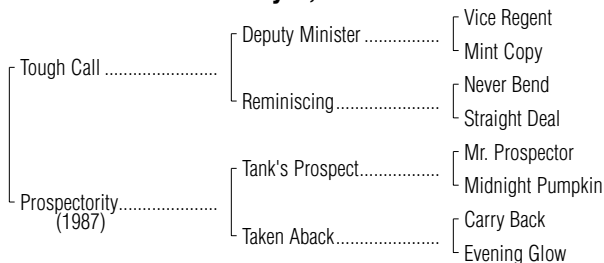 Vice Regent
Deputy Minister ..................
Mint Copy
Tough Call .......................
Never Bend
Reminiscing .....................
Straight Deal
Mr. Prospector
Tank's Prospect.................
Midnight Pumpkin
Prospectority....................
(1987)
Carry Back
Taken Aback.....................
Evening Glow